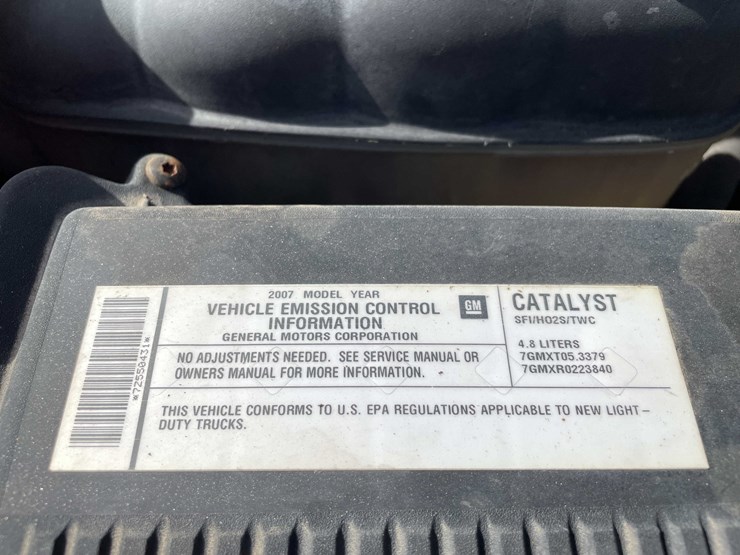 2007 MODEL YEAR
VEHICLE EMISSION CONTROL
INFORMATION
GENERAL MOTORS CORPORATION
GM
NO ADJUSTMENTS NEEDED. SEE SERVICE MANUAL OR
OWNERS MANUAL FOR MORE INFORMATION.
CATALYST
SFI/HO2S/TWC
4.8 LITERS
7GMXT05.3379
7GMXR0223840
THIS VEHICLE CONFORMS TO U.S. EPA REGULATIONS APPLICABLE TO NEW LIGHT-
DUTY TRUCKS.
*72550431*